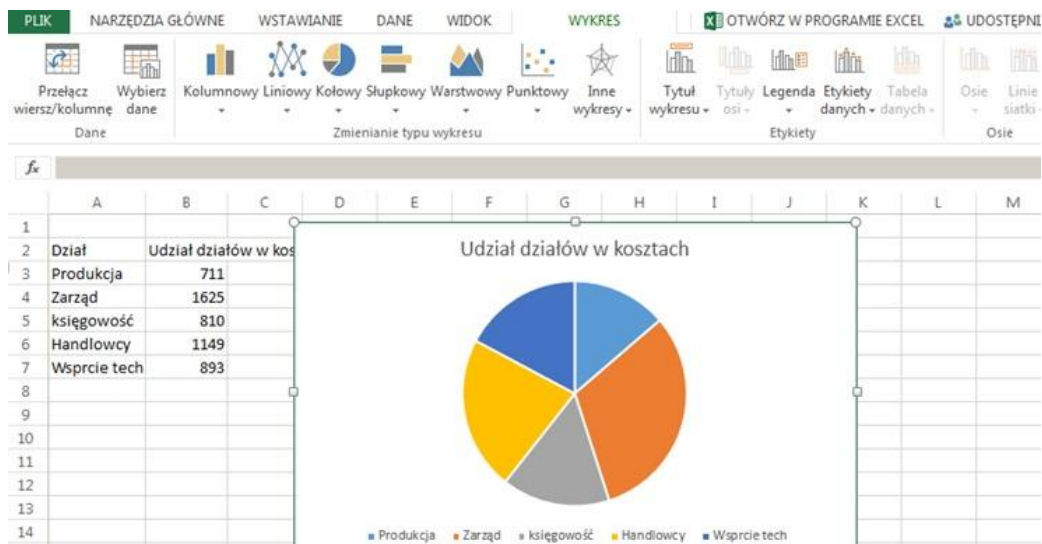 PLIK NARZĘDZIA GŁÓWNE WSTAWIANIE DANE WIDOK WYKRES OTWÓRZ W PROGRAMIE EXCEL UDOSTĘPNI
Przełącz wiersz/kolumnę Wybierz dane Kolumnowy Liniowy Kołowy Słupkowy Warstwowy Punktowy Inne wykresy Tytuł wykresu Tytuły osi Legenda Etykiety danych Tabela danych Osie Linie siatki
Dane Zmienianie typu wykresu Etykiety Osie
fx
A B C D E F G H I J K L M
1
2 Dział Udział działów w kos
3 Produkcja 711
4 Zarząd 1625
5 księgowość 810
6 Handlowcy 1149
7 Wsprcie tech 893
8
9
10
11
12
13
14
Udział działów w kosztach
Produkcja Zarząd księgowość Handlowcy Wsprcie tech